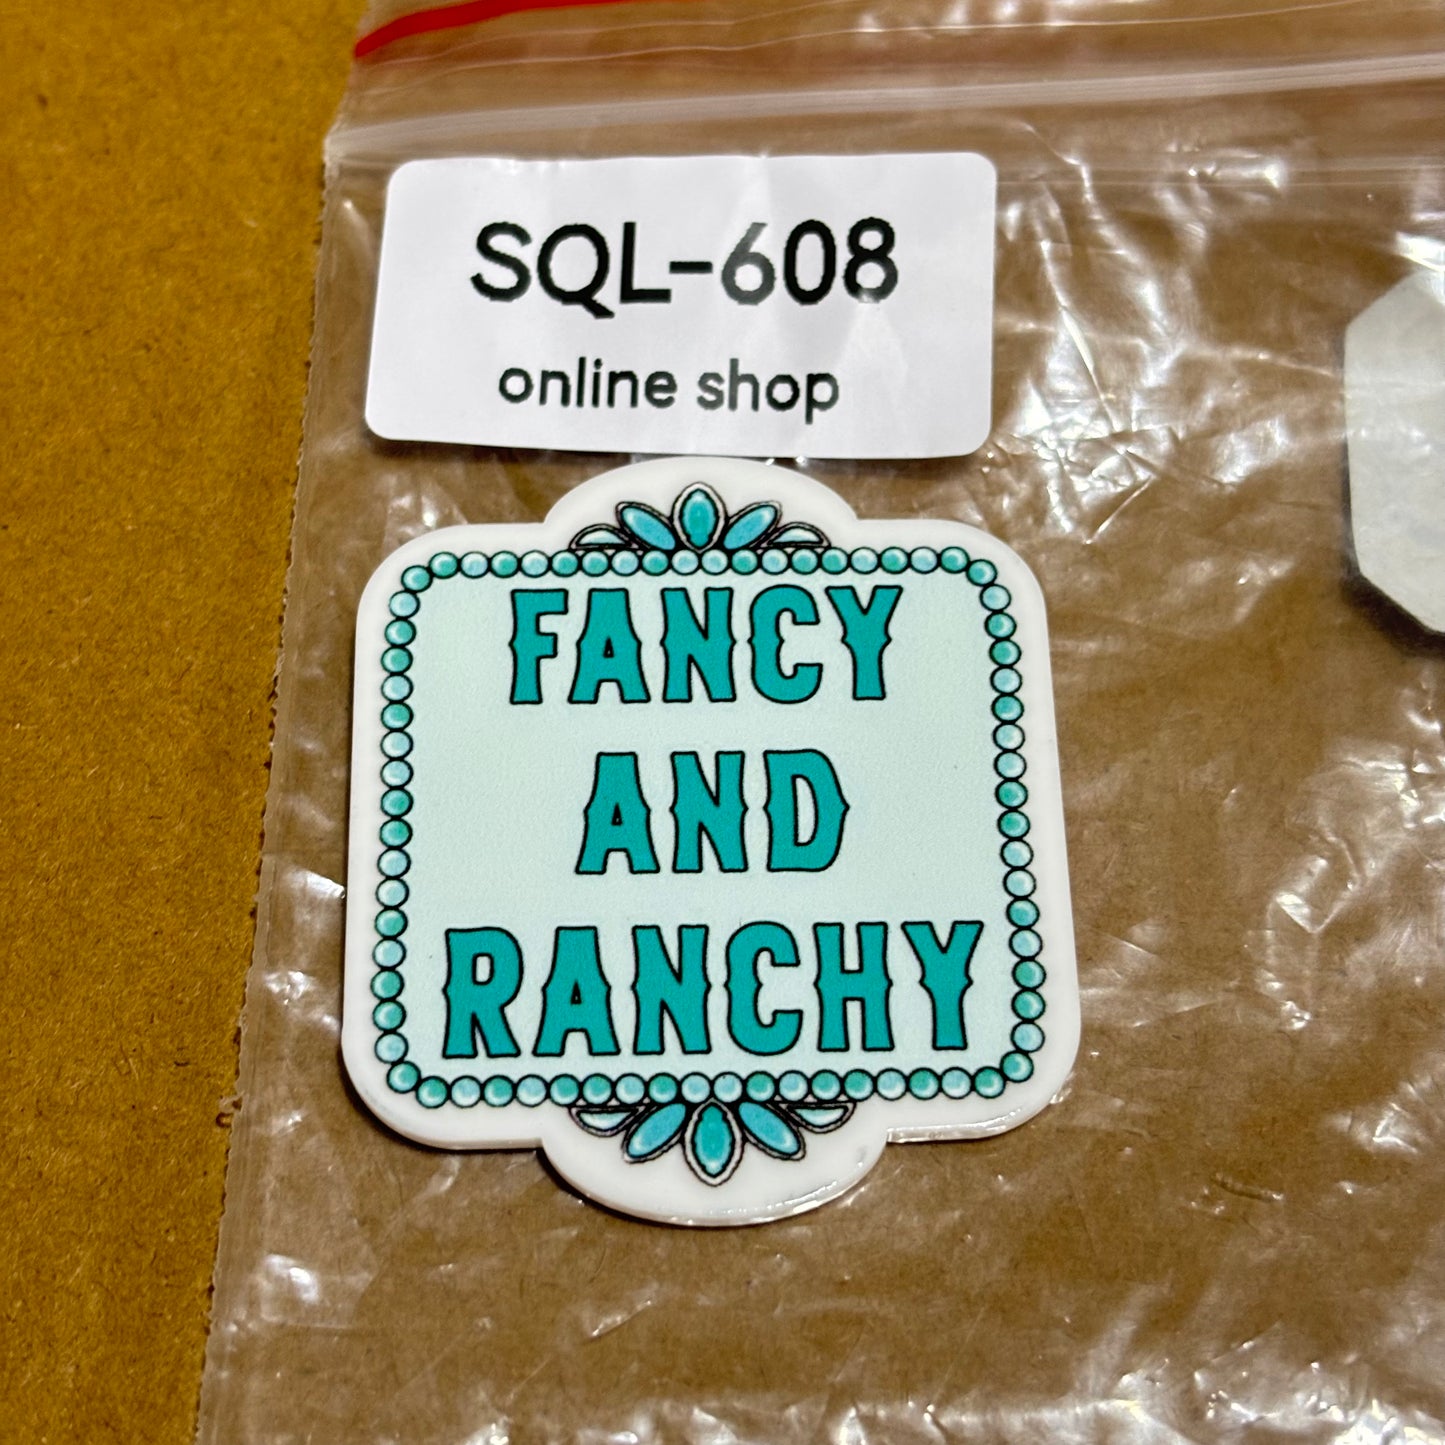 SQL-608
online shop
FANCY
AND
RANCHY